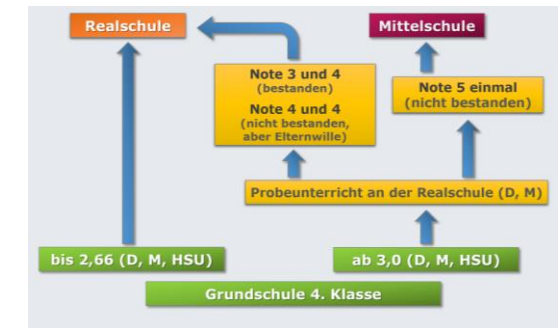 Realschule
Mittelschule
Note 3 und 4
(bestanden)
Note 4 und 4
(nicht bestanden,
aber Elternwille)
Note 5 einmal
(nicht bestanden)
Probeunterricht an der Realschule (D, M)
bis 2,66 (D, M, HSU)
ab 3,0 (D, M, HSU)
Grundschule 4. Klasse